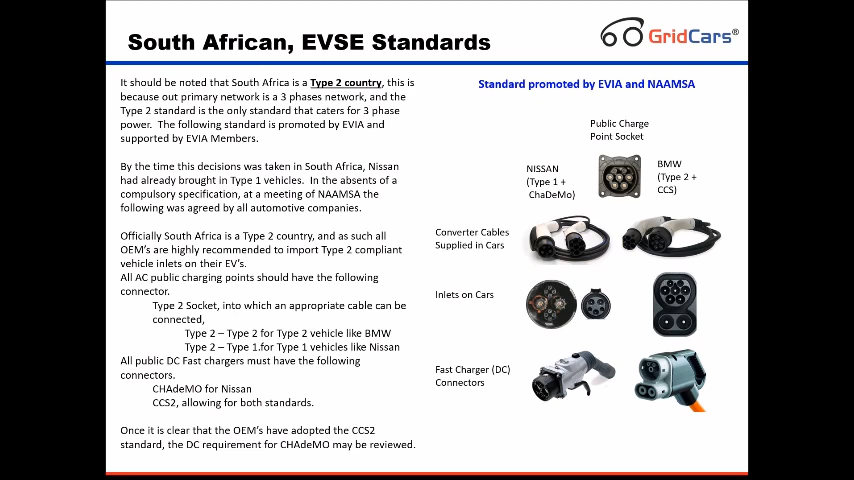 South African, EVSE Standards
GridCars®
It should be noted that South Africa is a Type 2 country, this is
because out primary network is a 3 phases network, and the
Type 2 standard is the only standard that caters for 3 phase
power. The following standard is promoted by EVIA and
supported by EVIA Members.
By the time this decisions was taken in South Africa, Nissan
had already brought in Type 1 vehicles. In the absents of a
compulsory specification, at a meeting of NAAMSA the
following was agreed by all automotive companies.
Officially South Africa is a Type 2 country, and as such all
OEM's are highly recommended to import Type 2 compliant
vehicle inlets on their EV's.
All AC public charging points should have the following
connector.
Type 2 Socket, into which an appropriate cable can be
connected,
Type 2 – Type 2 for Type 2 vehicle like BMW
Type 2 – Type 1.for Type 1 vehicles like Nissan
All public DC Fast chargers must have the following
connectors.
CHAdeMO for Nissan
CCS2, allowing for both standards.
Once it is clear that the OEM's have adopted the CCS2
standard, the DC requirement for CHAdeMO may be reviewed.
Standard promoted by EVIA and NAAMSA
Public Charge
Point Socket
NISSAN
(Type 1 +
ChaDeMo)
BMW
(Type 2 +
CCS)
Converter Cables
Supplied in Cars
Inlets on Cars
Fast Charger (DC)
Connectors